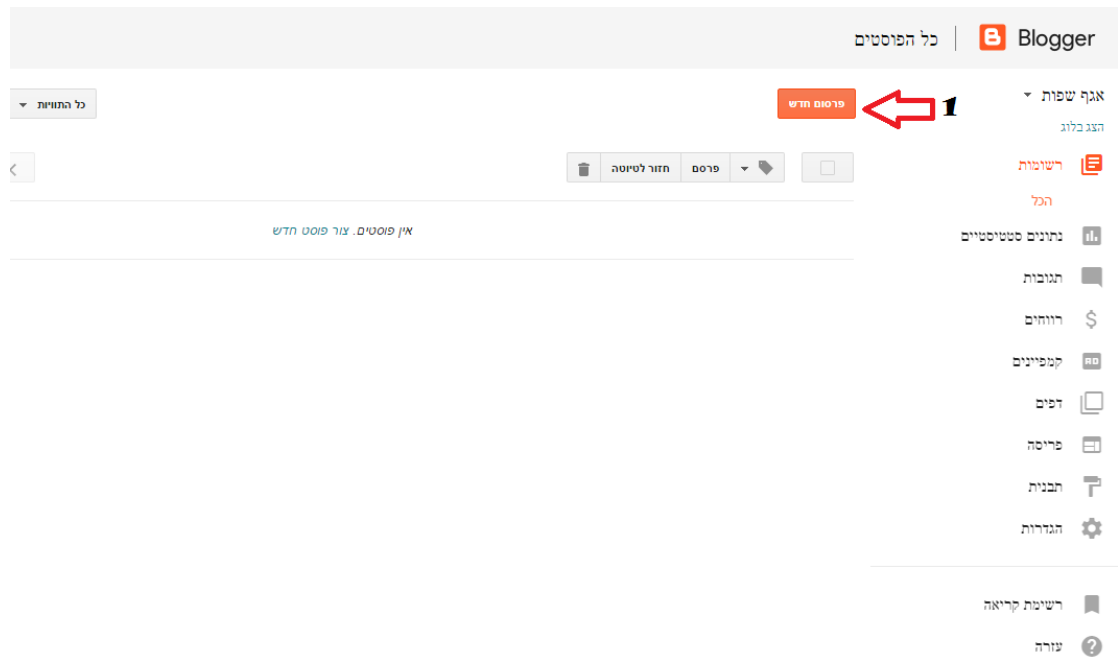 Blogger | כל הפוסטים
אגף שפות
הצג בלוג
רשומות
הכל
נתונים סטטיסטיים
תגובות
רווחים
קמפיינים
דפים
פריסה
תבנית
הגדרות
רשימת קריאה
עזרה
1
פרסום חדש
כל התוויות
פרסם
חזור לטיוטה
אין פוסטים. צור פוסט חדש